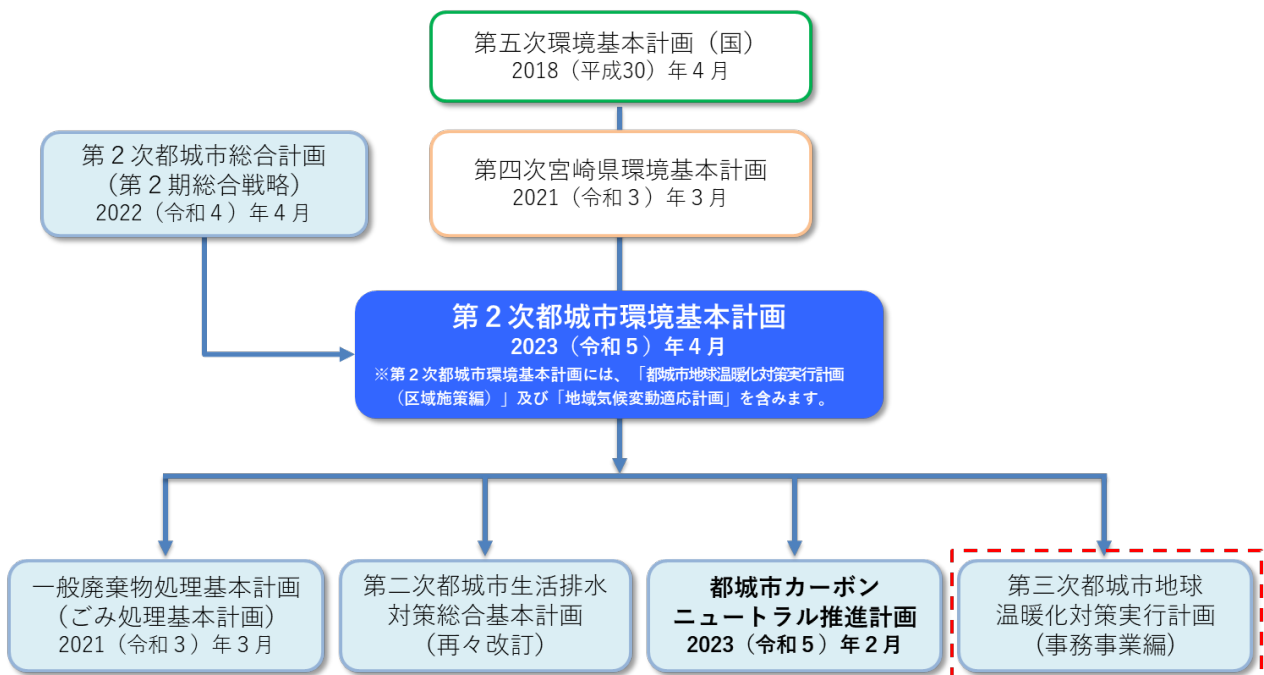 第五次環境基本計画（国）
2018（平成30）年４月
第２次都城市総合計画
(第２期総合戦略)
2022（令和４）年４月
第四次宮崎県環境基本計画
2021（令和３）年３月
第２次都城市環境基本計画
2023（令和５）年４月
※第２次都城市環境基本計画には、「都城市地球温暖化対策実行計画
（区域施策編）」及び「地域気候変動適応計画」を含みます。
一般廃棄物処理基本計画
(ごみ処理基本計画)
2021（令和３）年３月
第二次都城市生活排水
対策総合基本計画
(再々改訂)
都城市カーボン
ニュートラル推進計画
2023（令和５）年２月
第三次都城市地球
温暖化対策実行計画
(事務事業編)